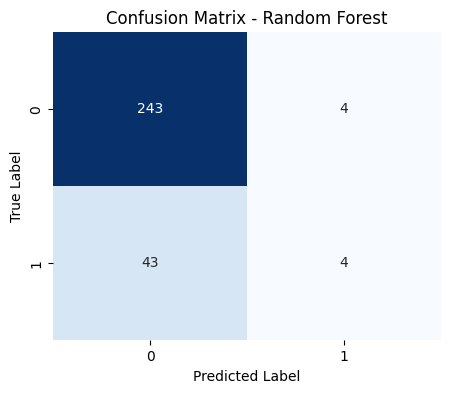 Confusion Matrix - Random Forest
True Label
0
243
4
1
43
4
0
1
Predicted Label